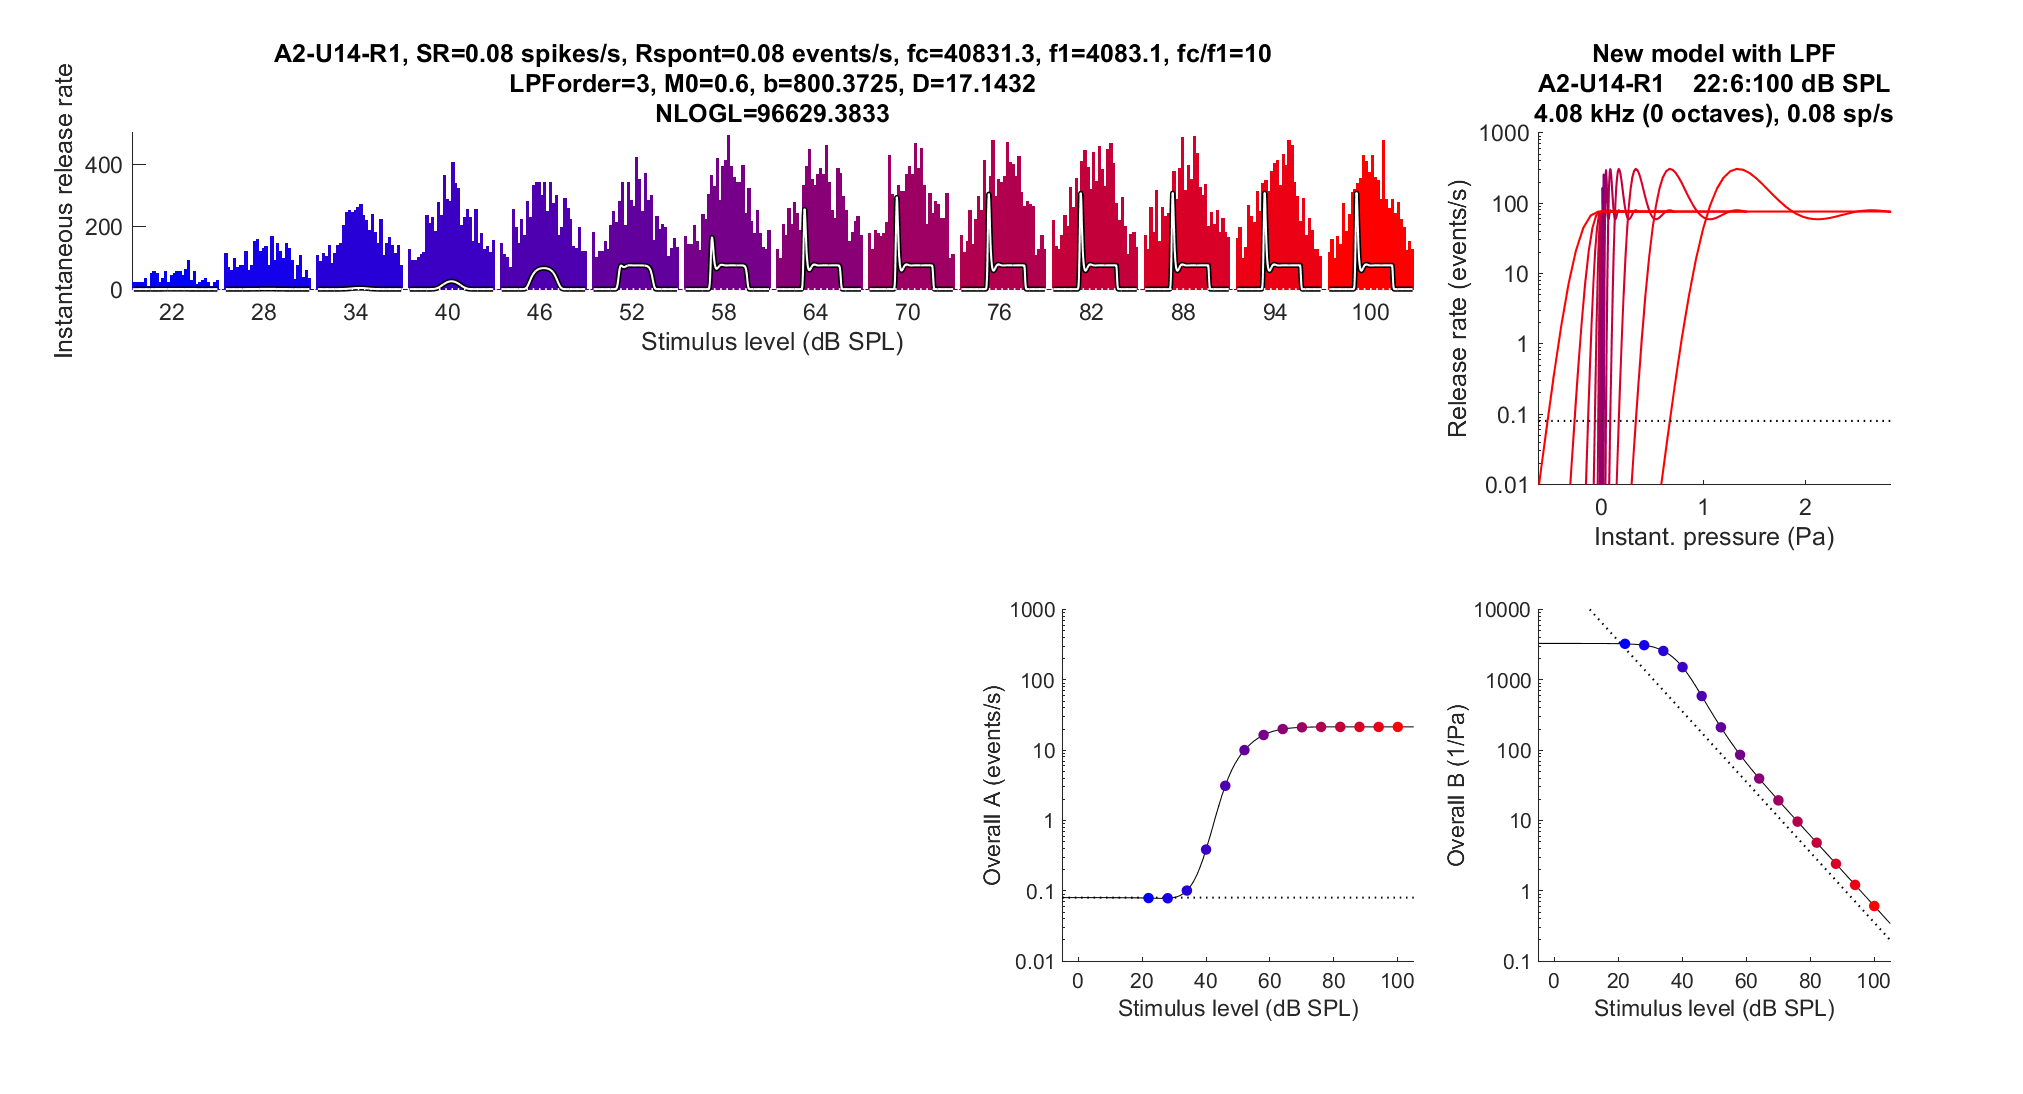 A2-U14-R1, SR=0.08 spikes/s, Rspont=0.08 events/s, fc=40831.3, f1=4083.1, fc/f1=10
LPForder=3, M0=0.6, b=800.3725, D=17.1432
NLOGL=96629.3833
Instantaneous release rate
400
200
0
22 28 34 40 46 52 58 64 70 76 82 88 94 100
Stimulus level (dB SPL)
New model with LPF
A2-U14-R1 22:6:100 dB SPL
4.08 kHz (0 octaves), 0.08 sp/s
Release rate (events/s)
1000
100
10
1
0.1
0.01
0 1 2
Instant. pressure (Pa)
Overall A (events/s)
1000
100
10
1
0.1
0.01
0 20 40 60 80 100
Stimulus level (dB SPL)
Overall B (1/Pa)
10000
1000
100
10
1
0.1
0 20 40 60 80 100
Stimulus level (dB SPL)